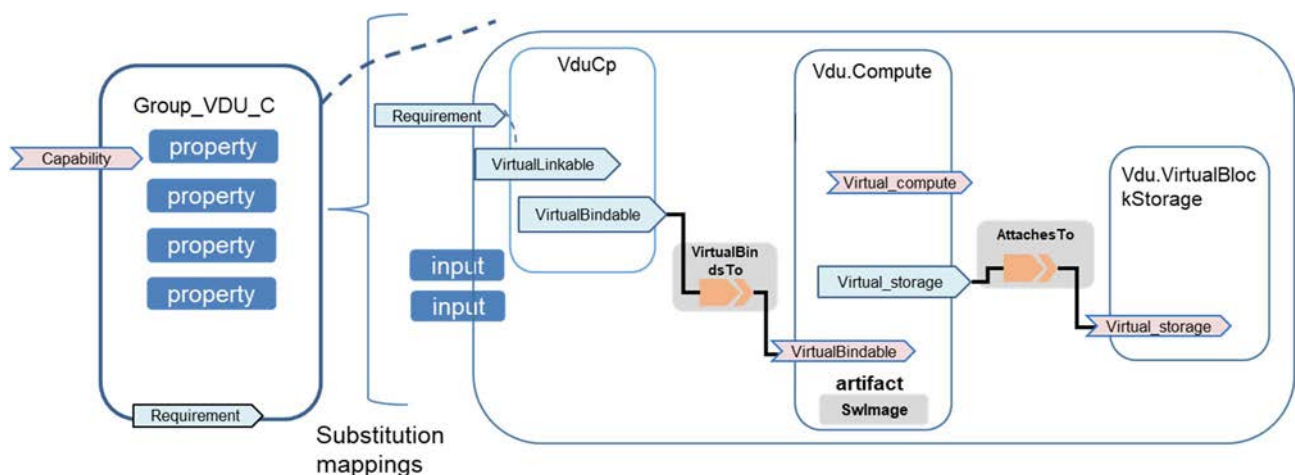 Group_VDU_C
Capability
property
property
property
property
Requirement
Substitution
mappings
Requirement
input
input
VduCp
VirtualLinkable
VirtualBindable
VirtualBin
dsTo
Vdu.Compute
Virtual_compute
Virtual_storage
VirtualBindable
artifact
SwImage
AttachesTo
Vdu.VirtualBloc
kStorage
Virtual_storage